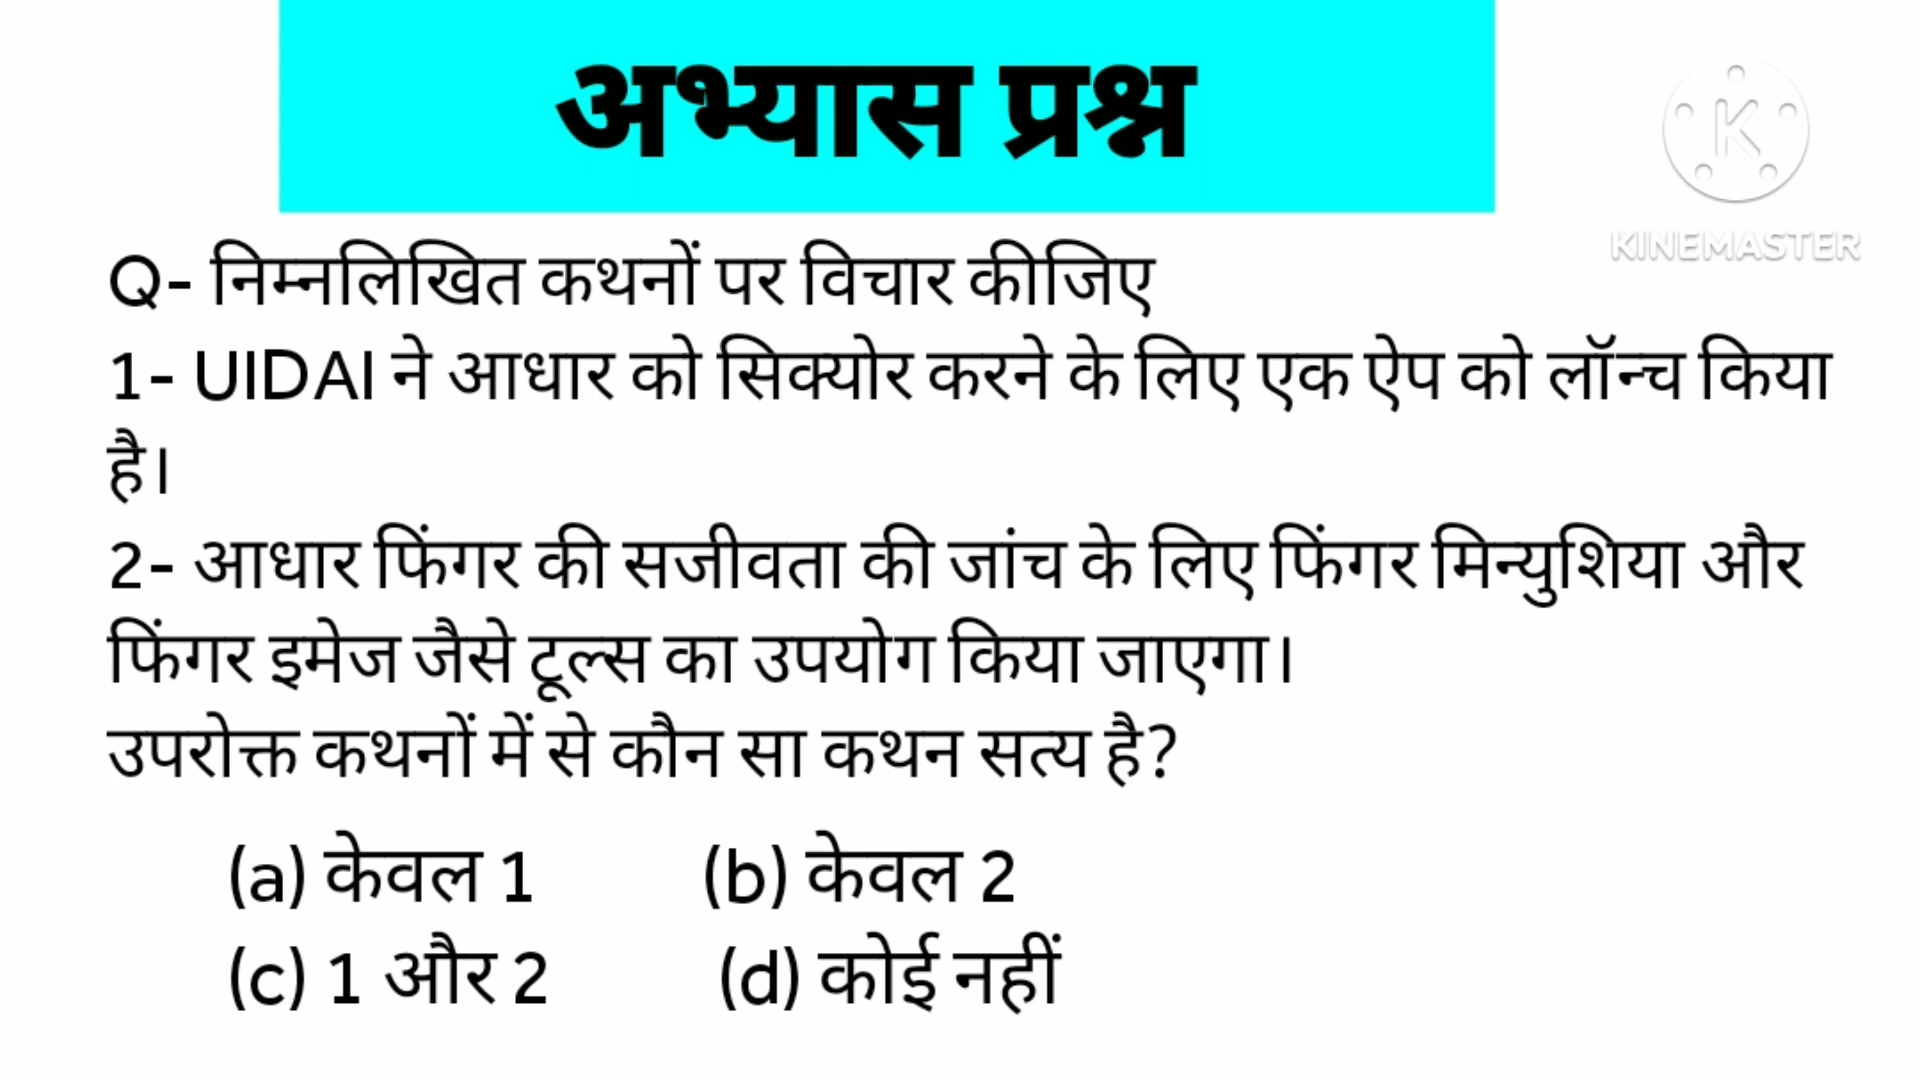 अभ्यास प्रश्न
K
KINEMASTER
Q- निम्नलिखित कथनों पर विचार कीजिए
1- UIDAI ने आधार को सिक्योर करने के लिए एक ऐप को लॉन्च किया
है।
2- आधार फिंगर की सजीवता की जांच के लिए फिंगर मिन्युशिया और
फिंगर इमेज जैसे टूल्स का उपयोग किया जाएगा।
उपरोक्त कथनों में से कौन सा कथन सत्य है?
(a) केवल 1 (b) केवल 2
(c) 1 और 2 (d) कोई नहीं